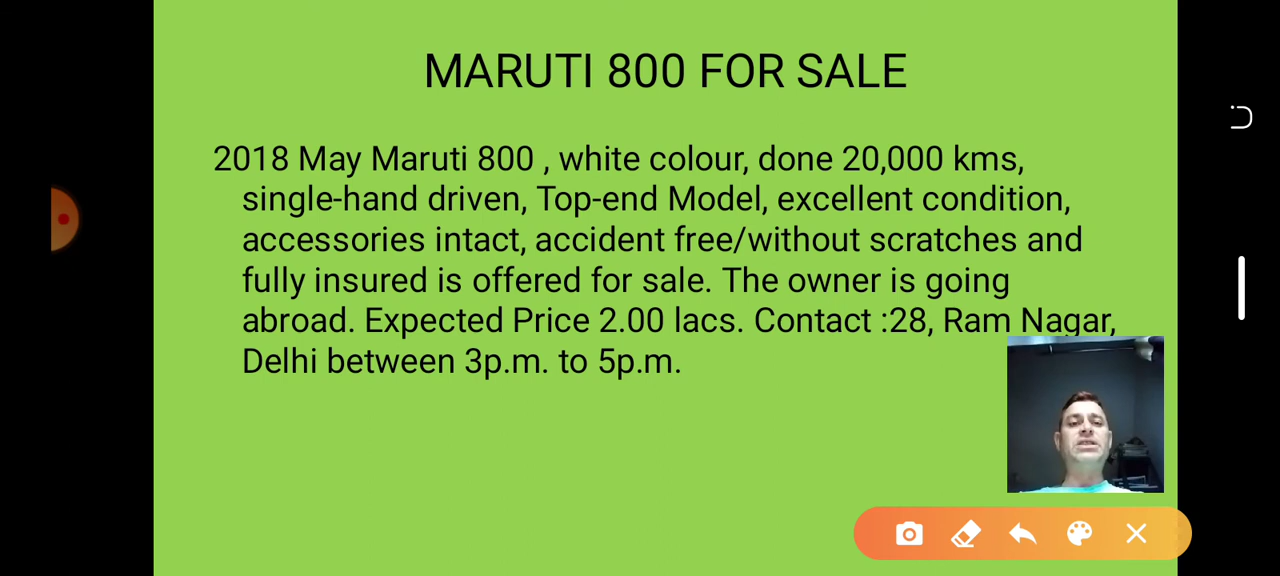 MARUTI 800 FOR SALE
2018 May Maruti 800 , white colour, done 20,000 kms,
single-hand driven, Top-end Model, excellent condition,
accessories intact, accident free/without scratches and
fully insured is offered for sale. The owner is going
abroad. Expected Price 2.00 lacs. Contact :28, Ram Nagar,
Delhi between 3p.m. to 5p.m.